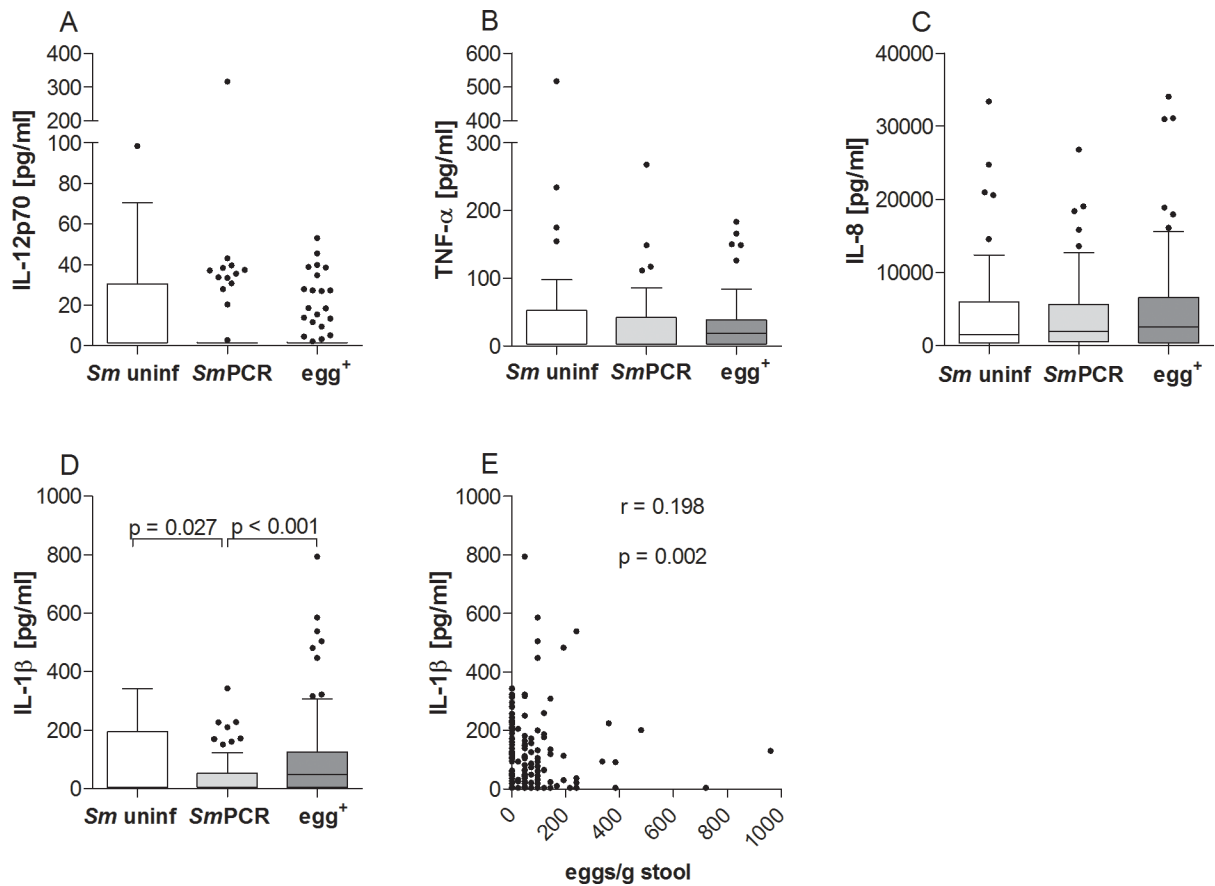 A
IL-12p70 [pg/ml]
400
300
200
100
80
60
40
20
0
Sm uninf SmPCR egg⁺
B
TNF-α [pg/ml]
600
500
400
300
200
100
0
Sm uninf SmPCR egg⁺
C
IL-8 [pg/ml]
40000
30000
20000
10000
0
Sm uninf SmPCR egg⁺
D
IL-1β [pg/ml]
1000
800
600
400
200
0
p = 0.027 p < 0.001
Sm uninf SmPCR egg⁺
E
IL-1β [pg/ml]
1000
800
600
400
200
0
r = 0.198
p = 0.002
0 200 400 600 800 1000
eggs/g stool